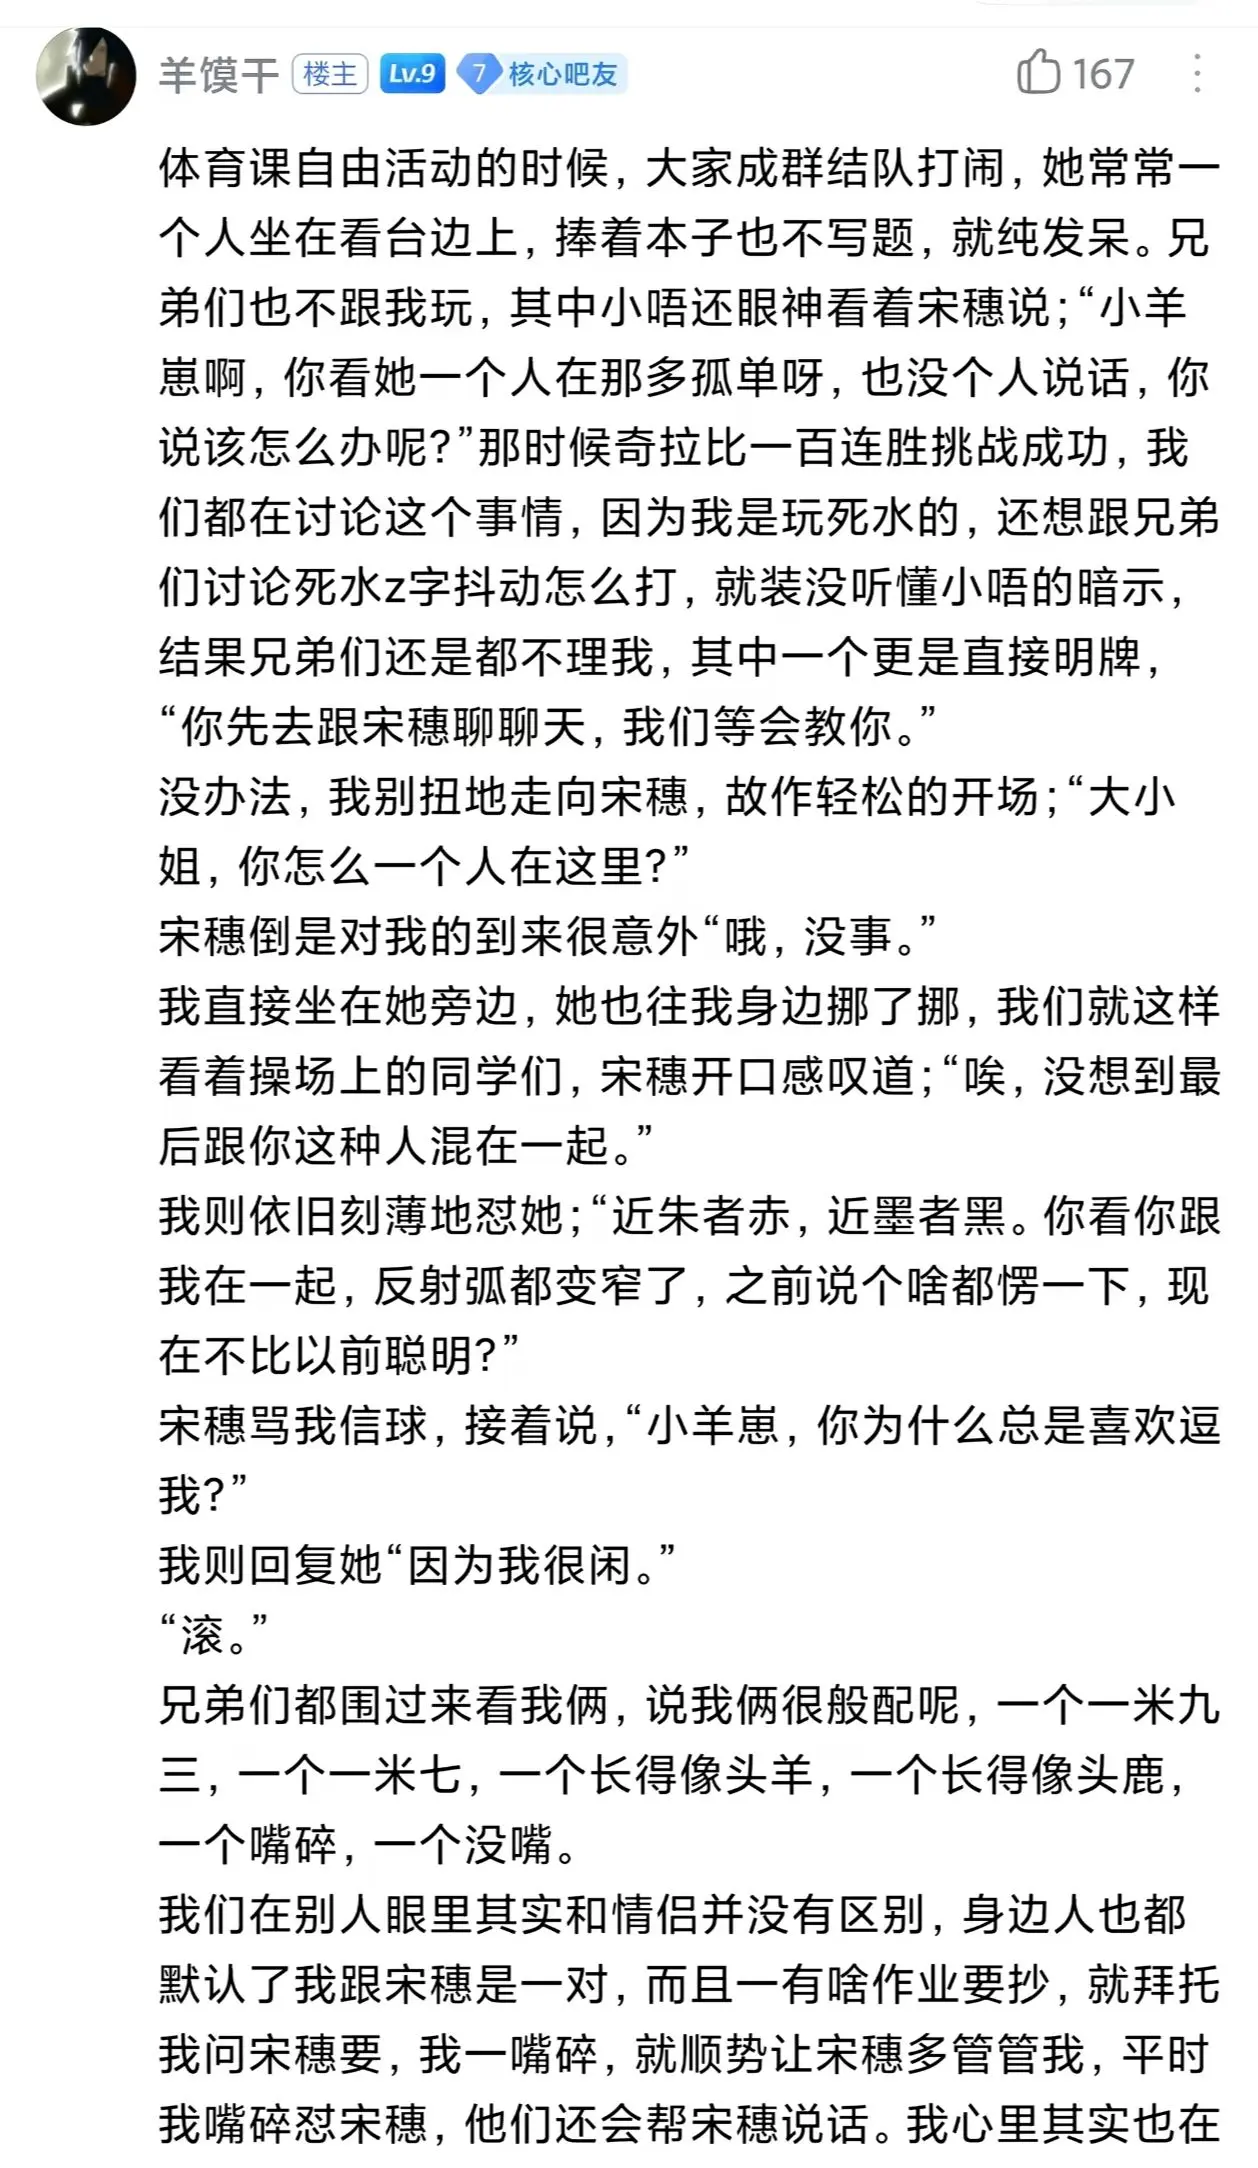 羊馍干 楼主 Lv.9 7 核心吧友 167
体育课自由活动的时候，大家成群结队打闹，她常常一
个人坐在看台边上，捧着本子也不写题，就纯发呆。兄
弟们也不跟我玩，其中小唔还眼神看着宋穗说；“小羊
崽啊，你看她一个人在那多孤单呀，也没个人说话，你
说该怎么办呢？”那时候奇拉比一百连胜挑战成功，我
们都在讨论这个事情，因为我是玩死水的，还想跟兄弟
们讨论死水z字抖动怎么打，就装没听懂小唔的暗示，
结果兄弟们还是都不理我，其中一个更是直接明牌，
“你先去跟宋穗聊聊天，我们等会教你。”
没办法，我别扭地走向宋穗，故作轻松的开场；“大小
姐，你怎么一个人在这里？”
宋穗倒是对我的到来很意外“哦，没事。”
我直接坐在她旁边，她也往我身边挪了挪，我们就这样
看着操场上的同学们，宋穗开口感叹道；“唉，没想到最
后跟你这种人混在一起。”
我则依旧刻薄地怼她；“近朱者赤，近墨者黑。你看你跟
我在一起，反射弧都变窄了，之前说个啥都愣一下，现
在不比以前聪明？”
宋穗骂我信球，接着说，“小羊崽，你为什么总是喜欢逗
我？”
我则回复她“因为我很闲。”
“滚。”
兄弟们都围过来看我俩，说我俩很般配呢，一个一米九
三，一个一米七，一个长得像头羊，一个长得像头鹿，
一个嘴碎，一个没嘴。
我们在别人眼里其实和情侣并没有区别，身边人也都
默认了我跟宋穗是一对，而且一有啥作业要抄，就拜托
我问宋穗要，我一嘴碎，就顺势让宋穗多管管我，平时
我嘴碎怼宋穗，他们还会帮宋穗说话。我心里其实也在